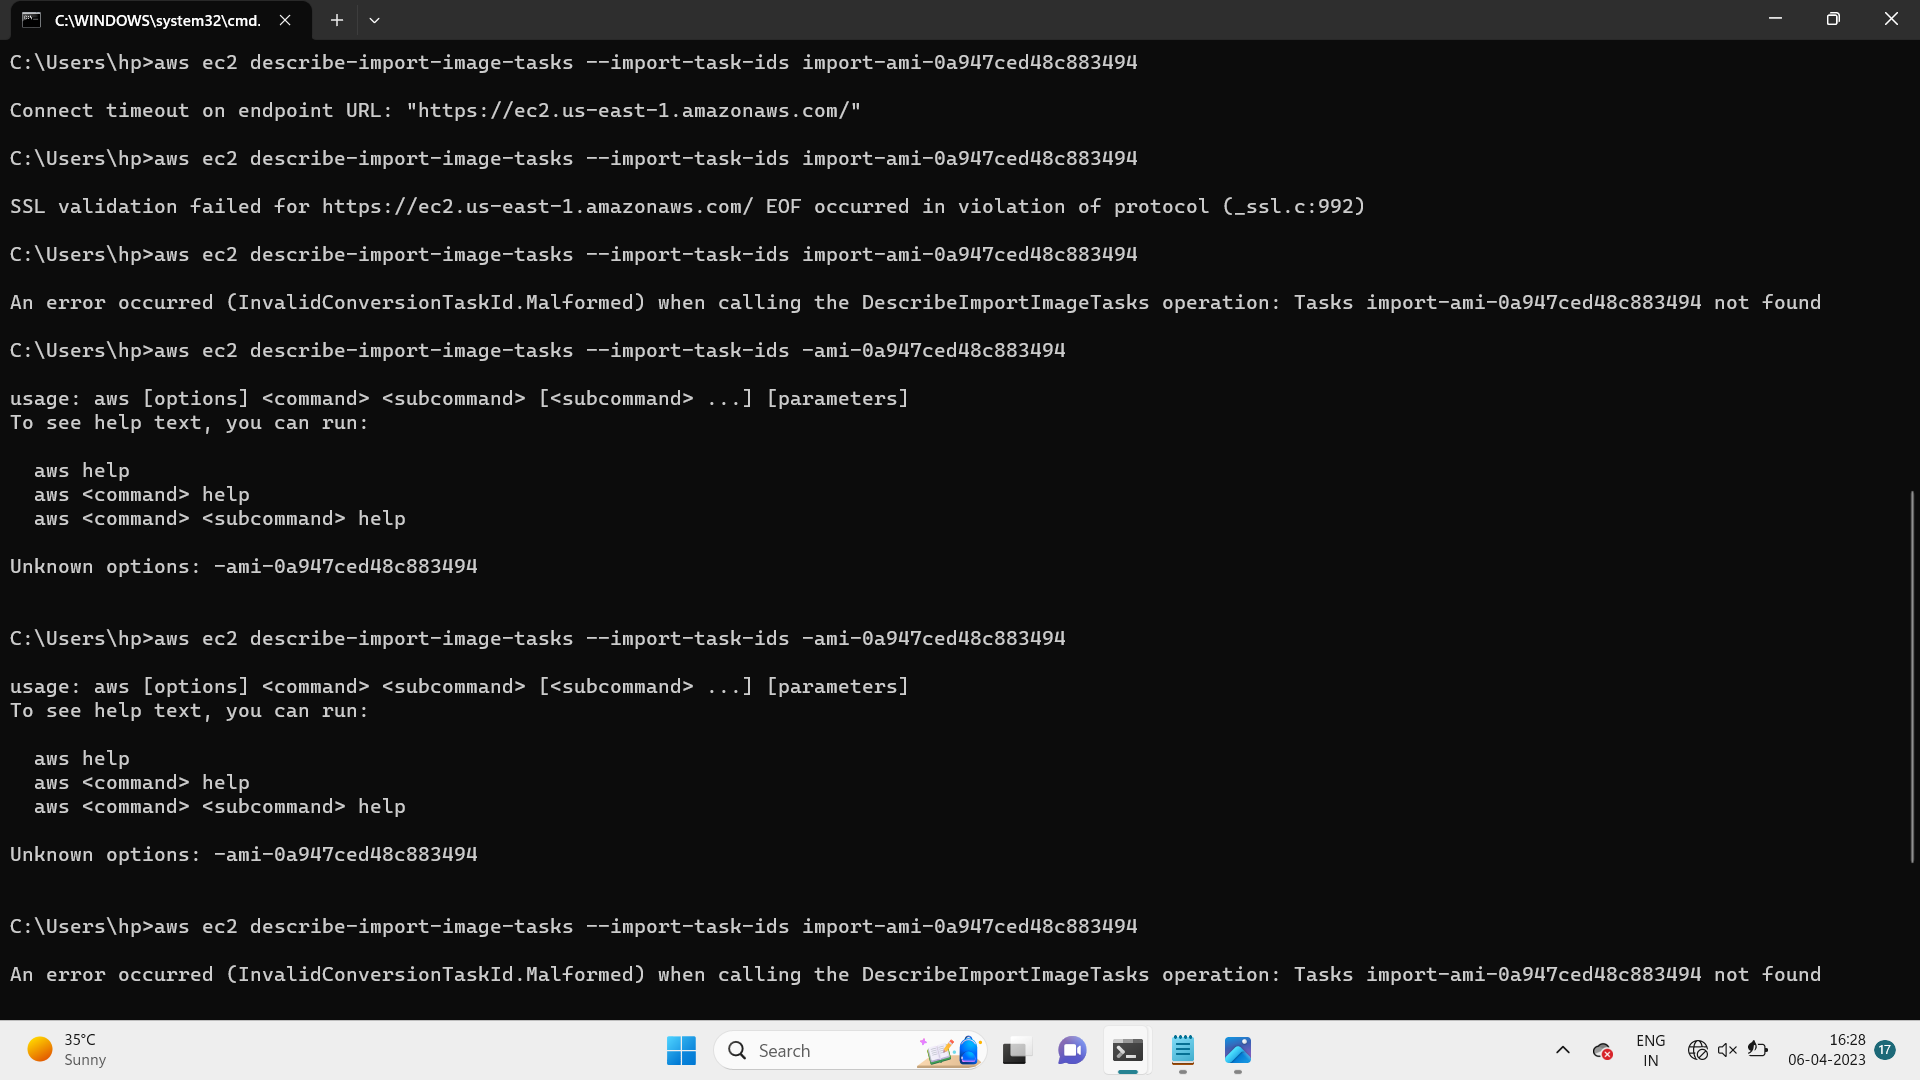 C:\WINDOWS\system32\cmd.
C:\Users\hp>aws ec2 describe-import-image-tasks --import-task-ids import-ami-0a947ced48c883494
Connect timeout on endpoint URL: "https://ec2.us-east-1.amazonaws.com/"
C:\Users\hp>aws ec2 describe-import-image-tasks --import-task-ids import-ami-0a947ced48c883494
SSL validation failed for https://ec2.us-east-1.amazonaws.com/ EOF occurred in violation of protocol (_ssl.c:992)
C:\Users\hp>aws ec2 describe-import-image-tasks --import-task-ids import-ami-0a947ced48c883494
An error occurred (InvalidConversionTaskId.Malformed) when calling the DescribeImportImageTasks operation: Tasks import-ami-0a947ced48c883494 not found
C:\Users\hp>aws ec2 describe-import-image-tasks --import-task-ids -ami-0a947ced48c883494
usage: aws [options] <command> <subcommand> [<subcommand> ...] [parameters]
To see help text, you can run:
aws help
aws <command> help
aws <command> <subcommand> help
Unknown options: -ami-0a947ced48c883494
C:\Users\hp>aws ec2 describe-import-image-tasks --import-task-ids -ami-0a947ced48c883494
usage: aws [options] <command> <subcommand> [<subcommand> ...] [parameters]
To see help text, you can run:
aws help
aws <command> help
aws <command> <subcommand> help
Unknown options: -ami-0a947ced48c883494
C:\Users\hp>aws ec2 describe-import-image-tasks --import-task-ids import-ami-0a947ced48c883494
An error occurred (InvalidConversionTaskId.Malformed) when calling the DescribeImportImageTasks operation: Tasks import-ami-0a947ced48c883494 not found
35°C
Sunny
Search
ENG
IN
16:28
06-04-2023
17